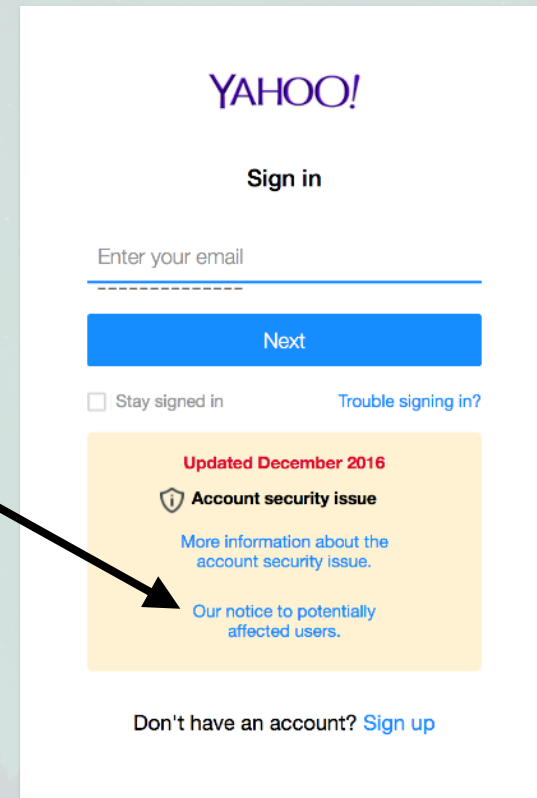 YAHOO!
Sign in
Enter your email
Next
Stay signed in Trouble signing in?
Updated December 2016
Account security issue
More information about the
account security issue.
Our notice to potentially
affected users.
Don't have an account? Sign up